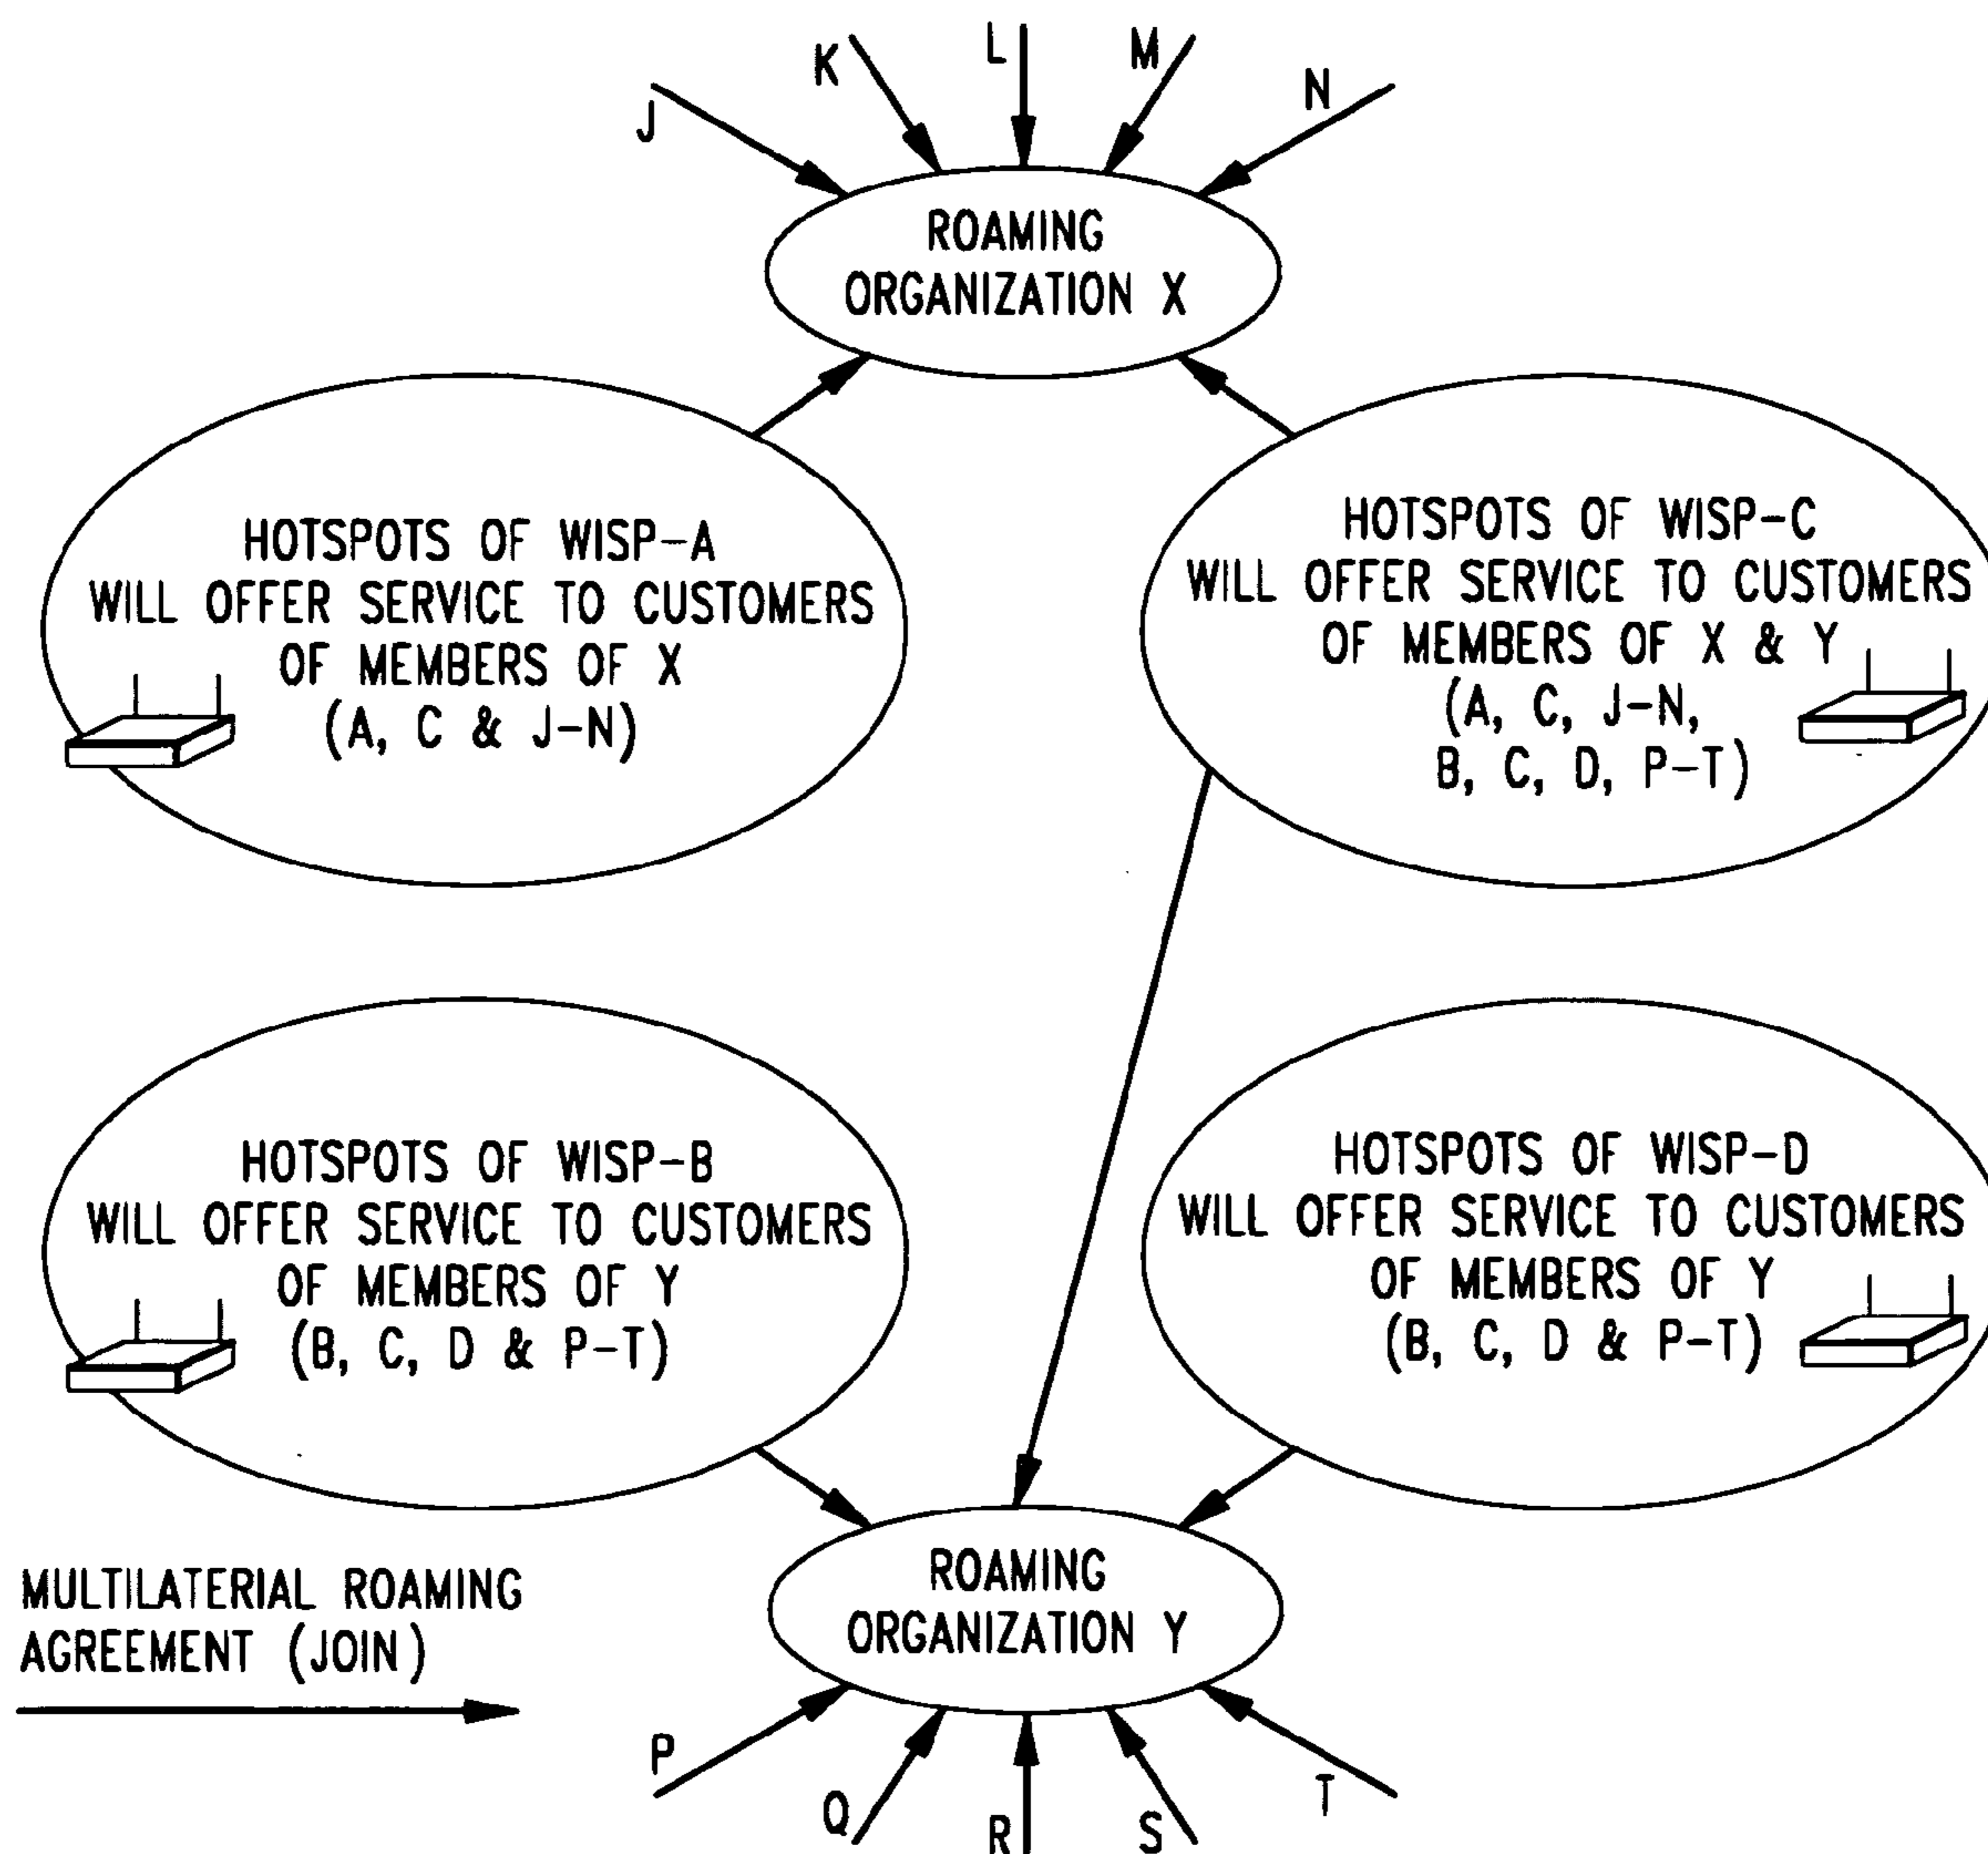 J
K
L
M
N
ROAMING
ORGANIZATION X
HOTSPOTS OF WISP-A
WILL OFFER SERVICE TO CUSTOMERS
OF MEMBERS OF X
(A, C & J-N)
HOTSPOTS OF WISP-C
WILL OFFER SERVICE TO CUSTOMERS
OF MEMBERS OF X & Y
(A, C, J-N,
B, C, D, P-T)
HOTSPOTS OF WISP-B
WILL OFFER SERVICE TO CUSTOMERS
OF MEMBERS OF Y
(B, C, D & P-T)
HOTSPOTS OF WISP-D
WILL OFFER SERVICE TO CUSTOMERS
OF MEMBERS OF Y
(B, C, D & P-T)
ROAMING
ORGANIZATION Y
MULTILATERIAL ROAMING
AGREEMENT (JOIN)
P
Q
R
S
T